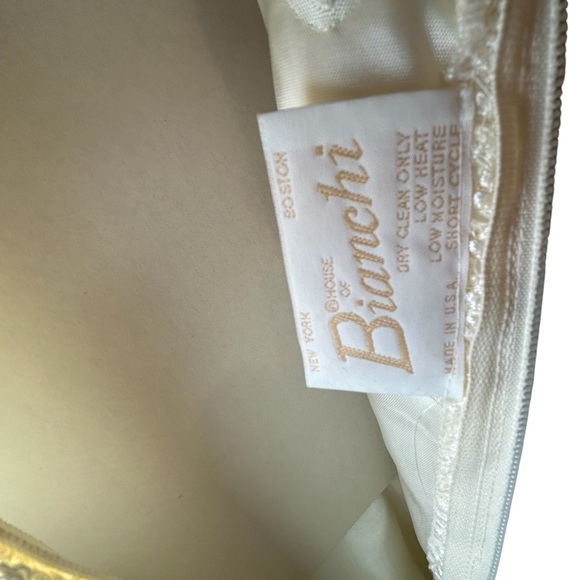 NEW YORK BOSTON
® HOUSE
OF
Bianchi
DRY CLEAN ONLY
LOW HEAT
LOW MOISTURE
MADE IN U.S.A. SHORT CYCLE